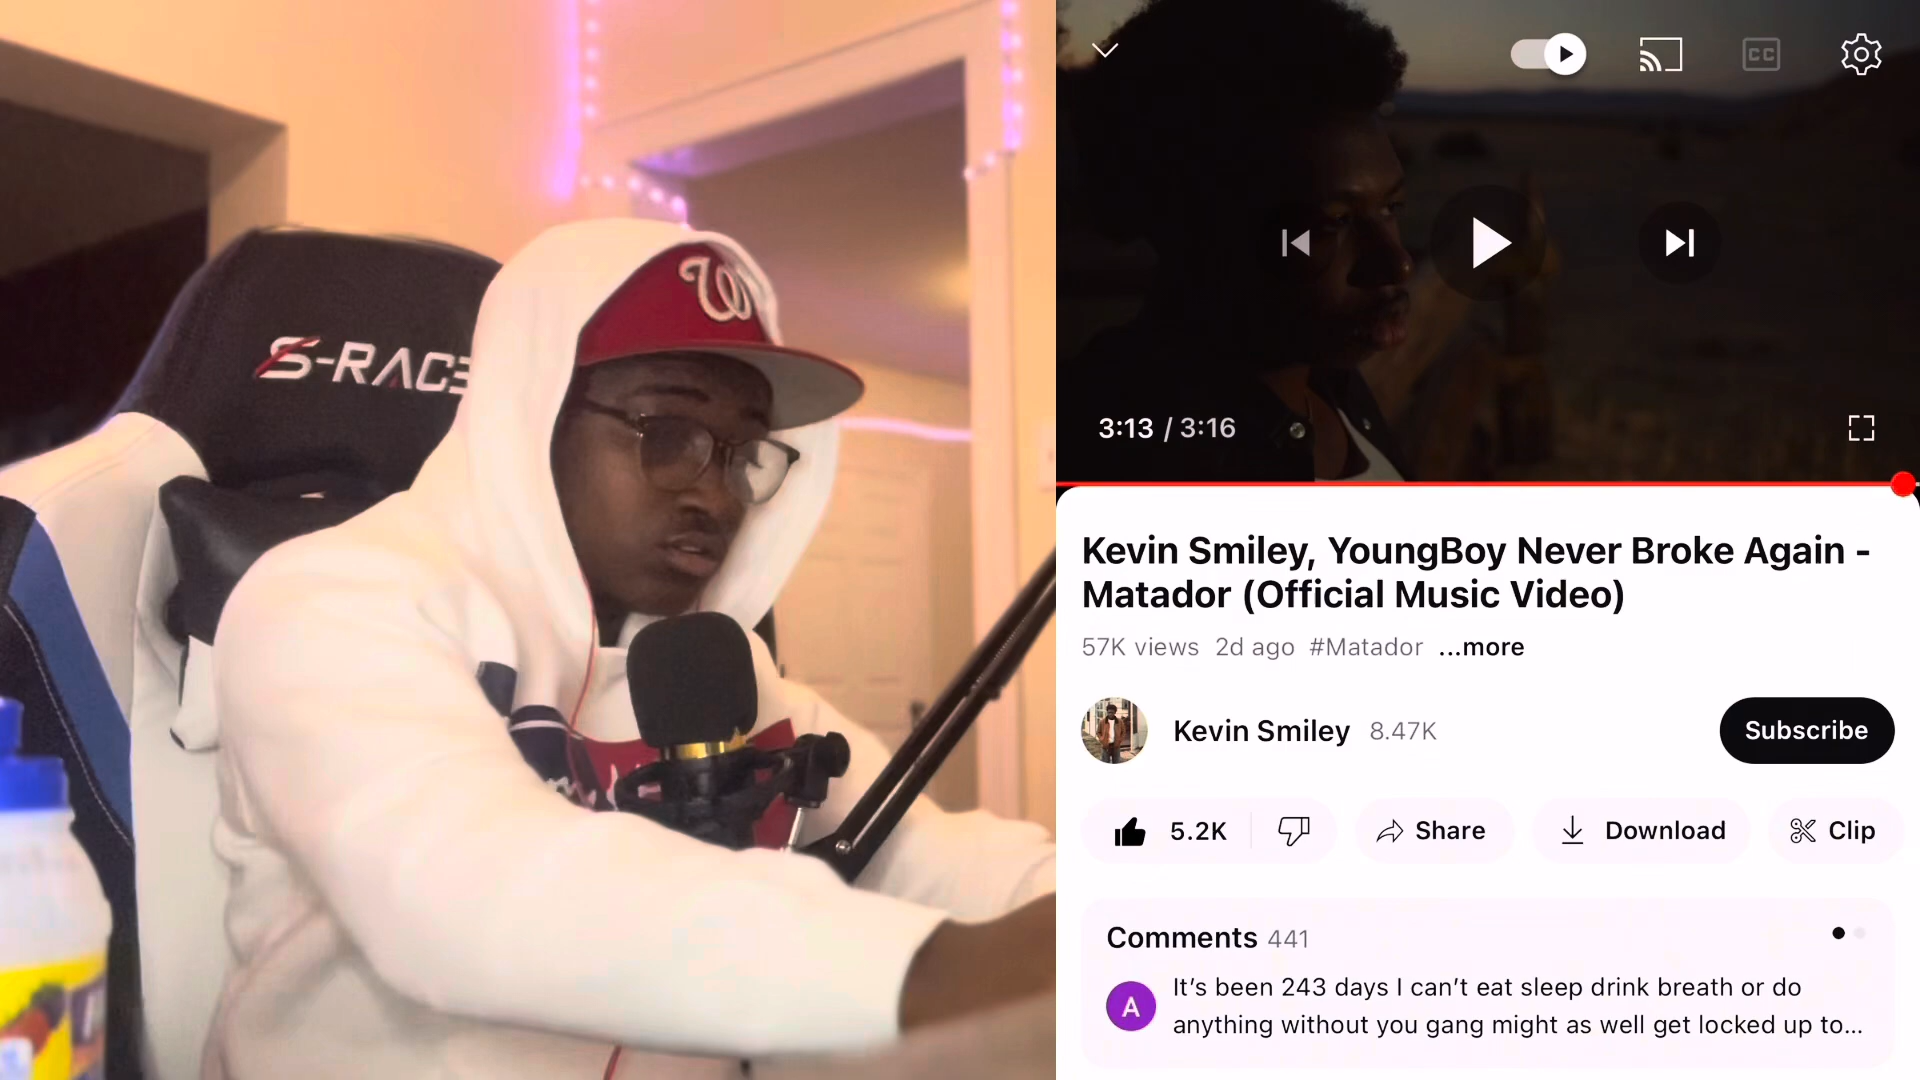 S-RACE
W
CC
3:13 / 3:16
Kevin Smiley, YoungBoy Never Broke Again -
Matador (Official Music Video)
57K views 2d ago #Matador ...more
Kevin Smiley 8.47K
Subscribe
5.2K
Share
Download
Clip
Comments 441
A
It’s been 243 days I can’t eat sleep drink breath or do
anything without you gang might as well get locked up to...